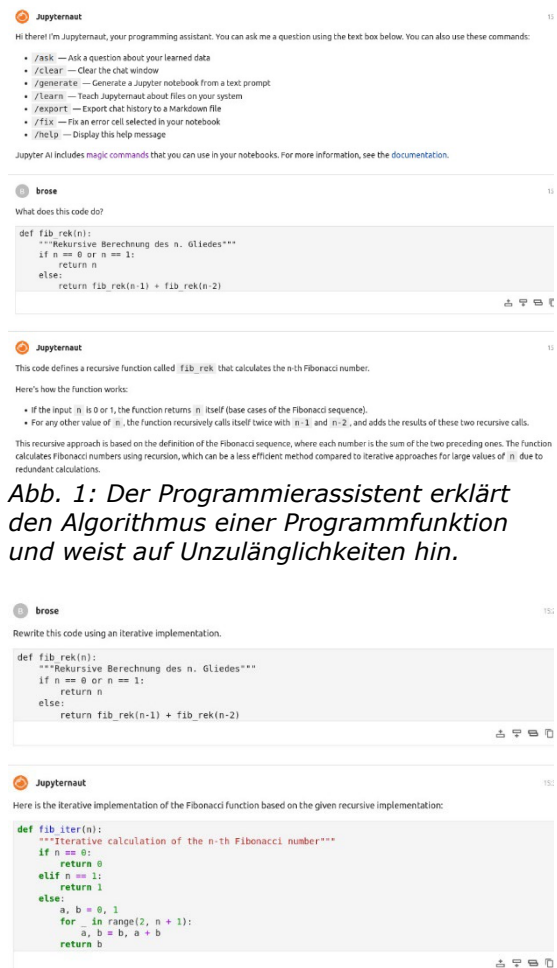 Jupyternaut
Hi there! I'm Jupyternaut, your programming assistant. You can ask me a question using the text box below. You can also use these commands:
• /ask — Ask a question about your learned data
• /clear — Clear the chat window
• /generate — Generate a Jupyter notebook from a text prompt
• /learn — Teach Jupyternaut about files on your system
• /export — Export chat history to a Markdown file
• /fix — Fix an error cell selected in your notebook
• /help — Display this help message
Jupyter AI includes magic commands that you can use in your notebooks. For more information, see the documentation.
B brose
What does this code do?
def fib_rek(n):
    """Rekursive Berechnung des n. Gliedes"""
    if n == 0 or n == 1:
        return n
    else:
        return fib_rek(n-1) + fib_rek(n-2)
Jupyternaut
This code defines a recursive function called fib_rek that calculates the n-th Fibonacci number.
Here's how the function works:
• If the input n is 0 or 1, the function returns n itself (base cases of the Fibonacci sequence).
• For any other value of n, the function recursively calls itself twice with n-1 and n-2, and adds the results of these two recursive calls.
This recursive approach is based on the definition of the Fibonacci sequence, where each number is the sum of the two preceding ones. The function
calculates Fibonacci numbers using recursion, which can be a less efficient method compared to iterative approaches for large values of n due to
redundant calculations.
Abb. 1: Der Programmierassistent erklärt
den Algorithmus einer Programmfunktion
und weist auf Unzulänglichkeiten hin.
B brose
Rewrite this code using an iterative implementation.
def fib_rek(n):
    """Rekursive Berechnung des n. Gliedes"""
    if n == 0 or n == 1:
        return n
    else:
        return fib_rek(n-1) + fib_rek(n-2)
Jupyternaut
Here is the iterative implementation of the Fibonacci function based on the given recursive implementation:
def fib_iter(n):
    """Iterative calculation of the n-th Fibonacci number"""
    if n == 0:
        return 0
    elif n == 1:
        return 1
    else:
        a, b = 0, 1
        for _ in range(2, n + 1):
            a, b = b, a + b
        return b